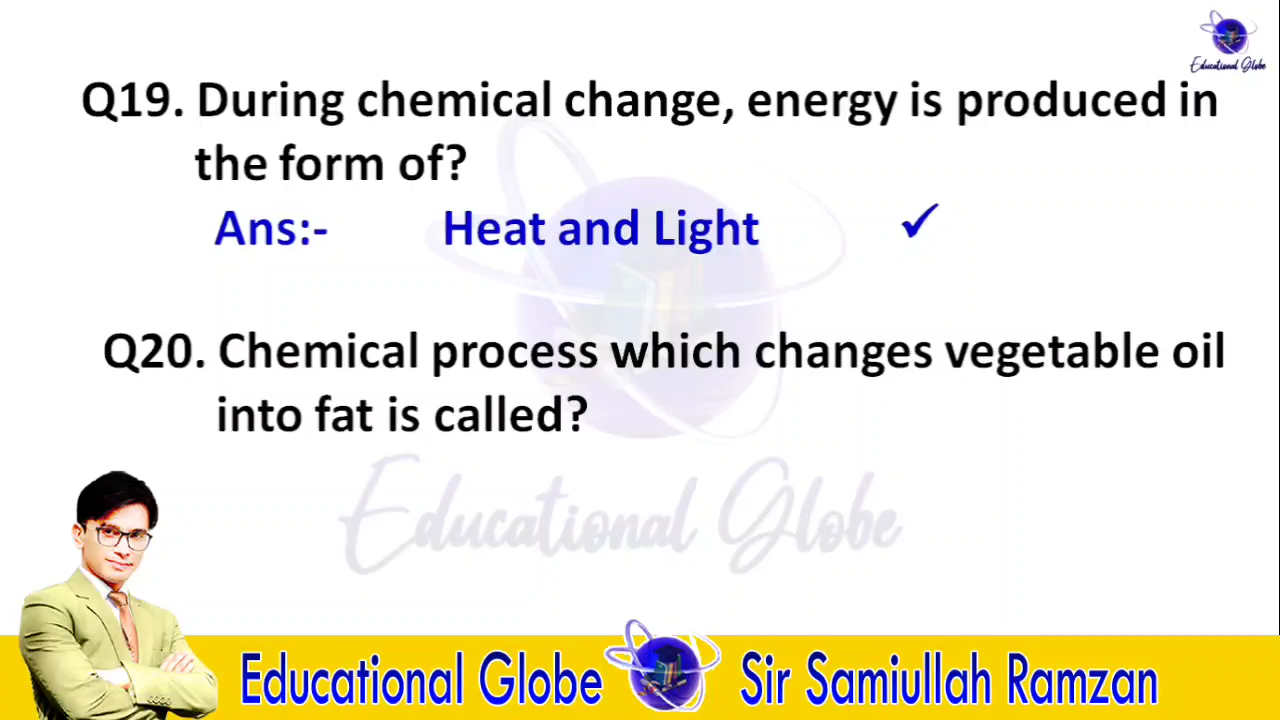 Educational Globe
Q19. During chemical change, energy is produced in
the form of?
Ans:- Heat and Light ✓
Q20. Chemical process which changes vegetable oil
into fat is called?
Educational Globe
Educational Globe Sir Samiullah Ramzan